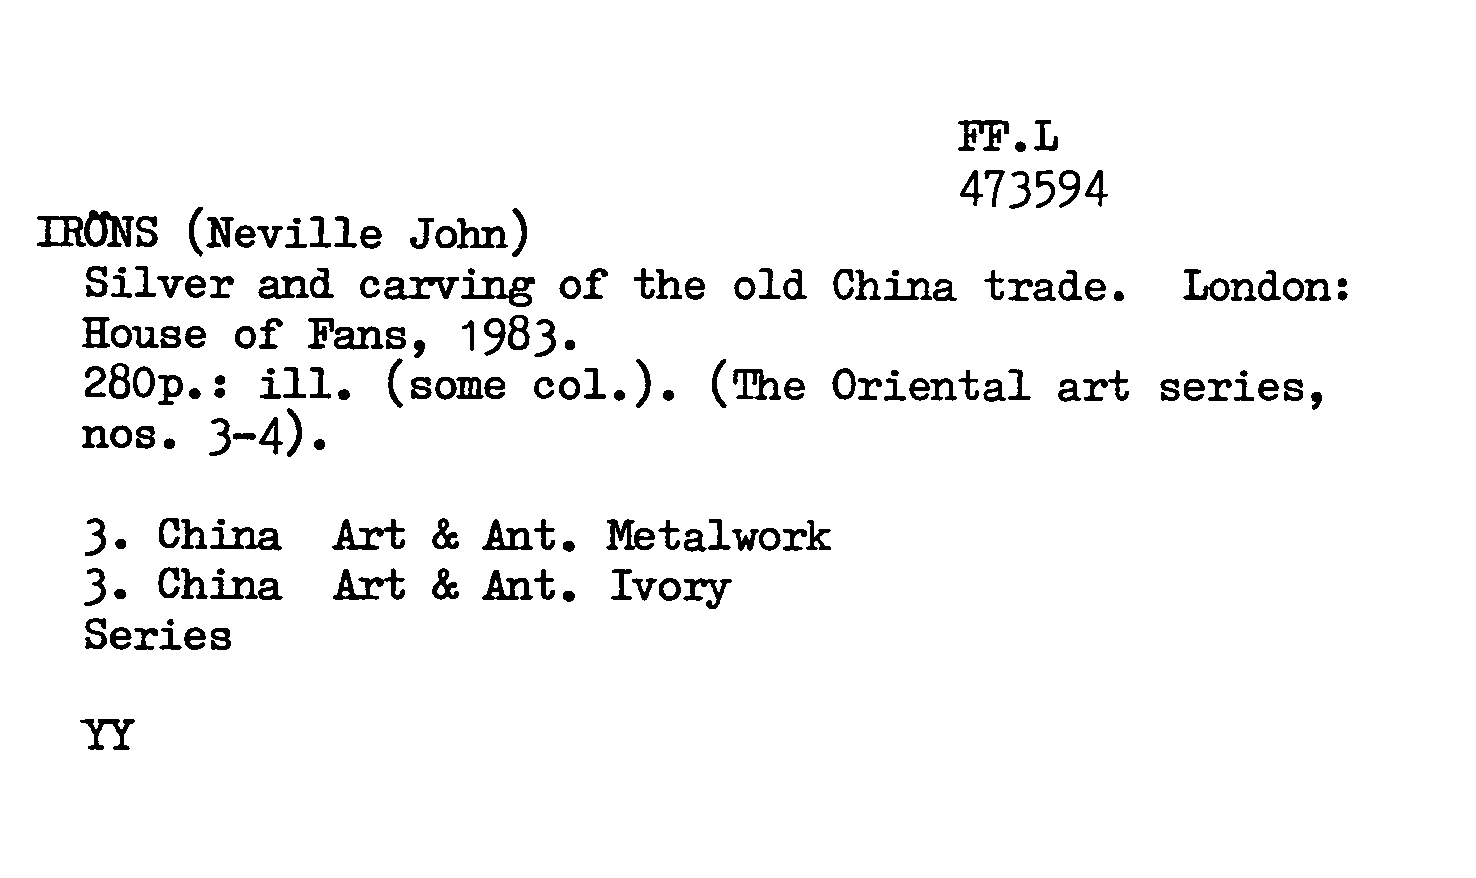 FF.L
473594
IRÖNS (Neville John)
Silver and carving of the old China trade. London:
House of Fans, 1983.
280p.: ill. (some col.). (The Oriental art series,
nos. 3-4).
3. China Art & Ant. Metalwork
3. China Art & Ant. Ivory
Series
YY